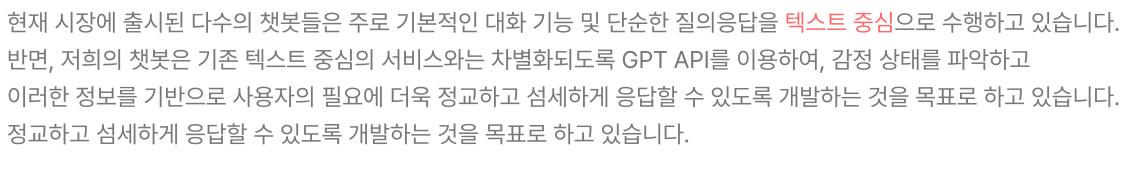 현재 시장에 출시된 다수의 챗봇들은 주로 기본적인 대화 기능 및 단순한 질의응답을 텍스트 중심으로 수행하고 있습니다.
반면, 저희의 챗봇은 기존 텍스트 중심의 서비스와는 차별화되도록 GPT API를 이용하여, 감정 상태를 파악하고
이러한 정보를 기반으로 사용자의 필요에 더욱 정교하고 섬세하게 응답할 수 있도록 개발하는 것을 목표로 하고 있습니다.
정교하고 섬세하게 응답할 수 있도록 개발하는 것을 목표로 하고 있습니다.